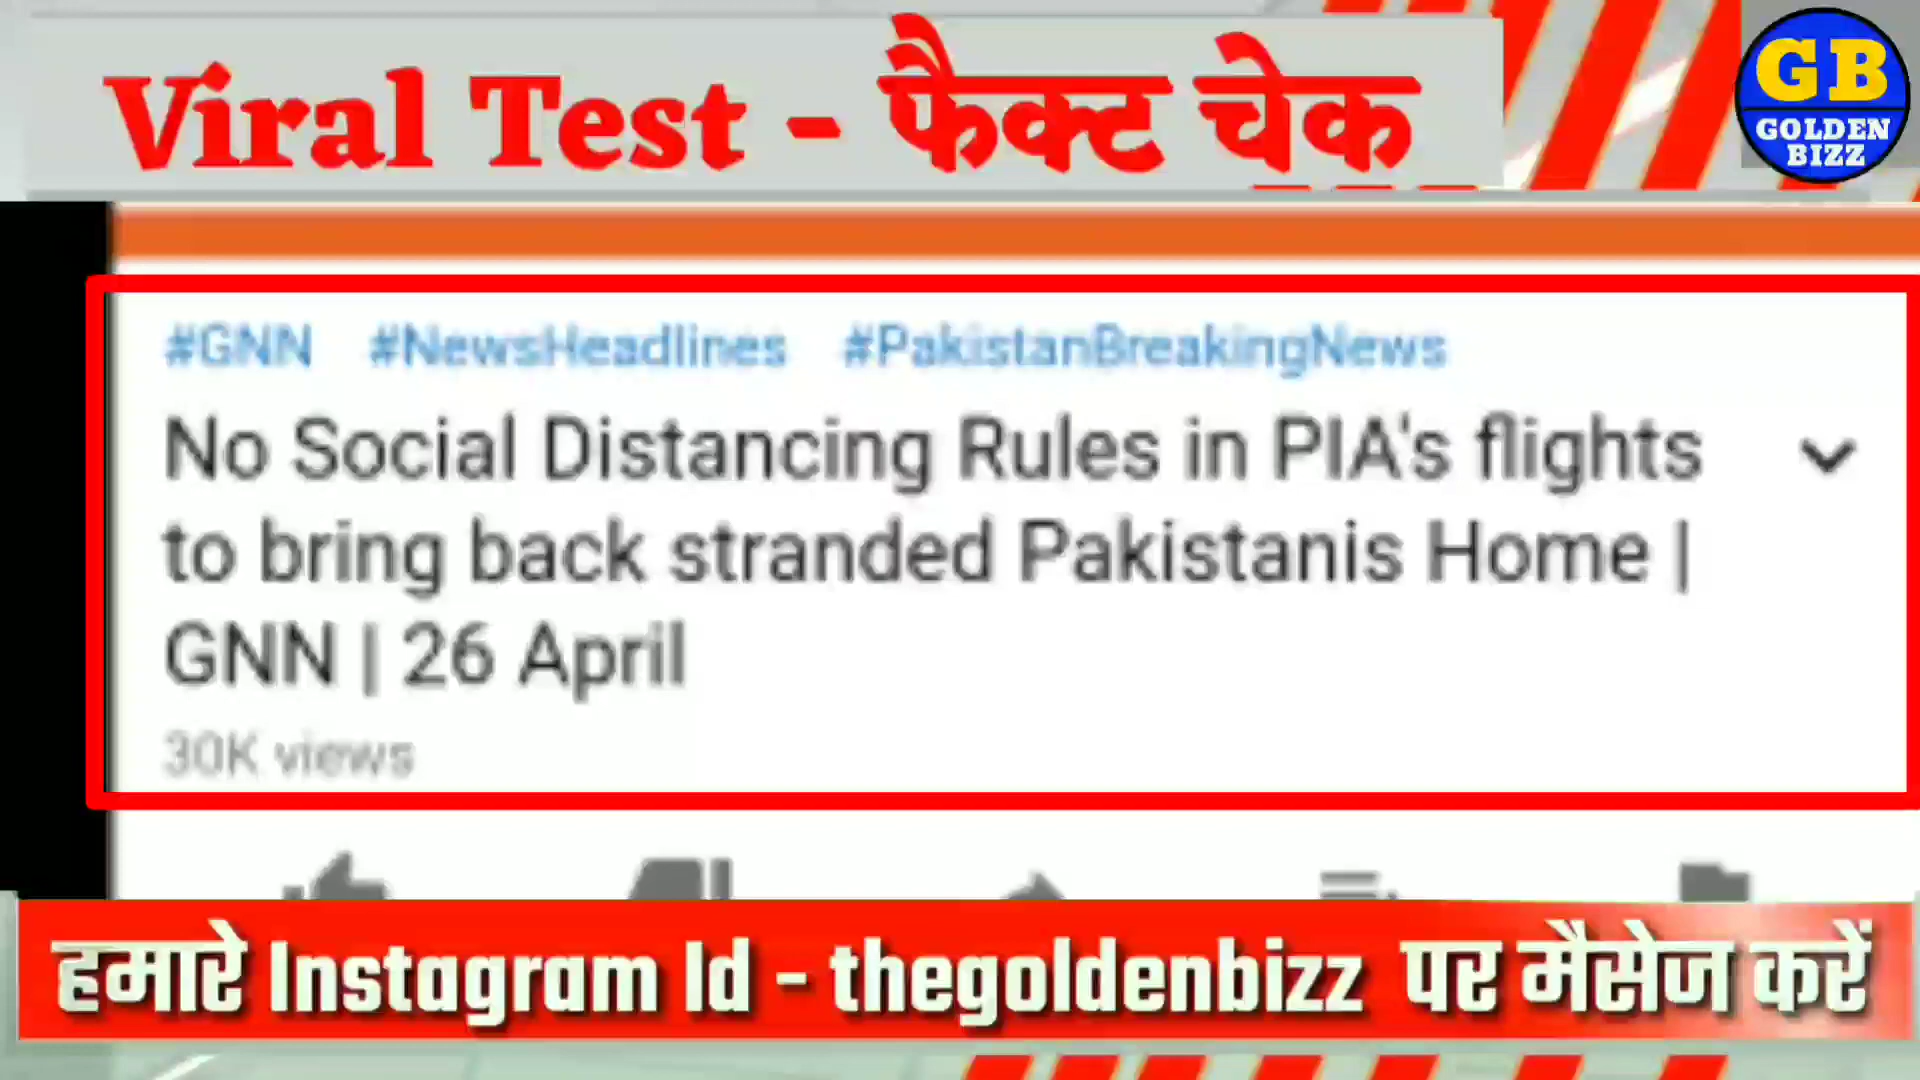 Viral Test - फैक्ट चेक
GB
GOLDEN
BIZZ
#GNN #NewsHeadlines #PakistanBreakingNews
No Social Distancing Rules in PIA's flights
to bring back stranded Pakistanis Home |
GNN | 26 April
30K views
हमारे Instagram Id - thegoldenbizz पर मैसेज करें